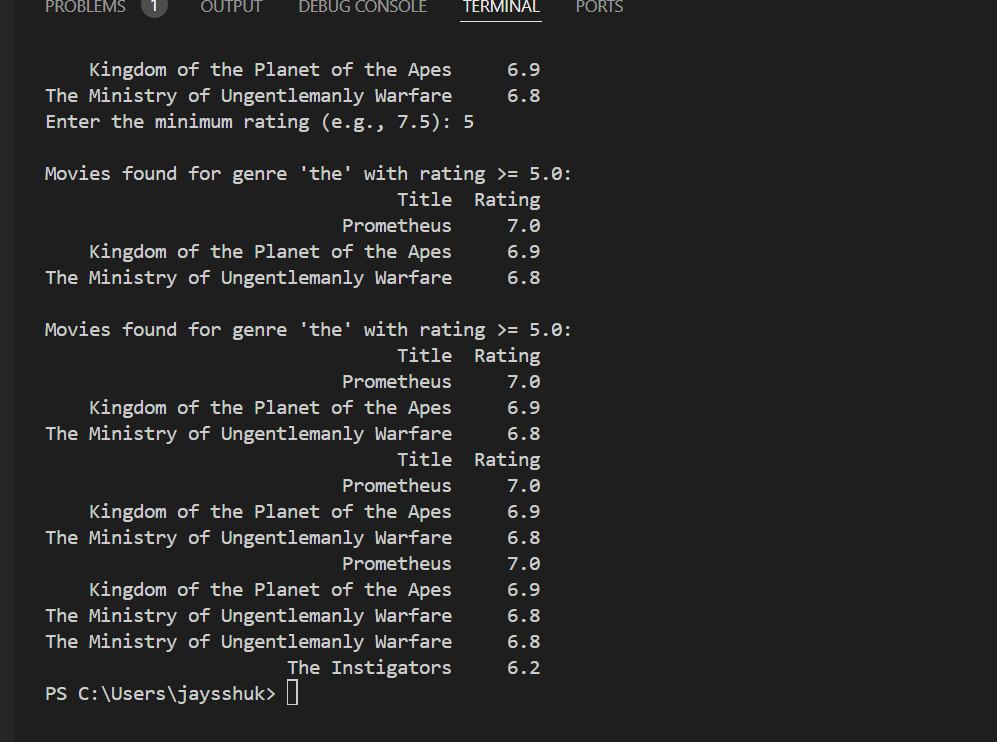 PROBLEMS 1 OUTPUT DEBUG CONSOLE TERMINAL PORTS
Kingdom of the Planet of the Apes 6.9
The Ministry of Ungentlemanly Warfare 6.8
Enter the minimum rating (e.g., 7.5): 5
Movies found for genre 'the' with rating >= 5.0:
Title Rating
Prometheus 7.0
Kingdom of the Planet of the Apes 6.9
The Ministry of Ungentlemanly Warfare 6.8
Movies found for genre 'the' with rating >= 5.0:
Title Rating
Prometheus 7.0
Kingdom of the Planet of the Apes 6.9
The Ministry of Ungentlemanly Warfare 6.8
Title Rating
Prometheus 7.0
Kingdom of the Planet of the Apes 6.9
The Ministry of Ungentlemanly Warfare 6.8
Prometheus 7.0
Kingdom of the Planet of the Apes 6.9
The Ministry of Ungentlemanly Warfare 6.8
The Ministry of Ungentlemanly Warfare 6.8
The Instigators 6.2
PS C:\Users\jaysshuk>